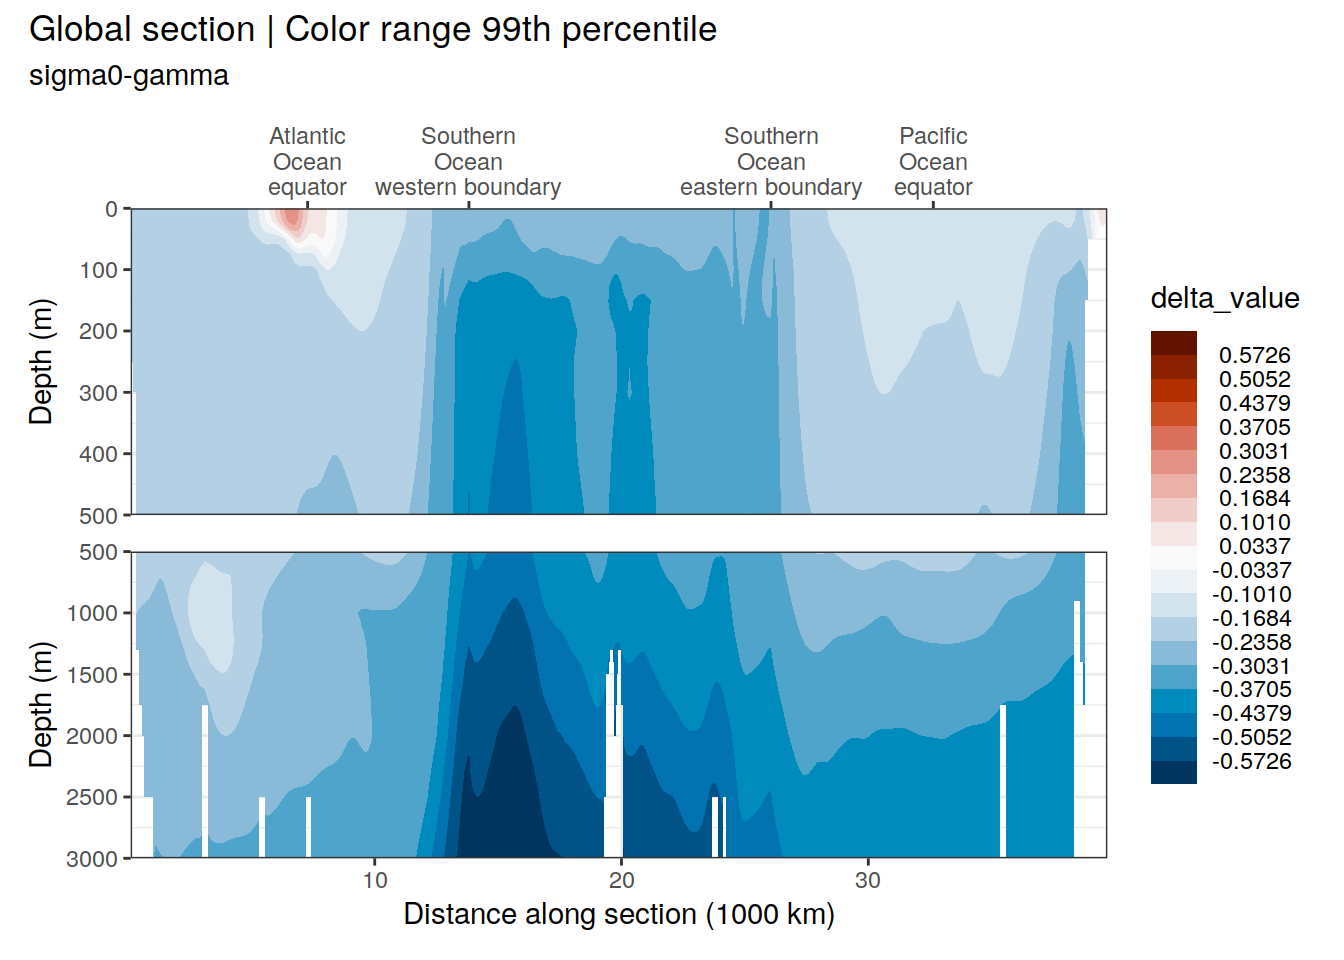 Global section | Color range 99th percentile
sigma0-gamma
Atlantic
Ocean
equator
Southern
Ocean
western boundary
Southern
Ocean
eastern boundary
Pacific
Ocean
equator
Depth (m)
0
100
200
300
400
500
Depth (m)
500
1000
1500
2000
2500
3000
10
20
30
Distance along section (1000 km)
delta_value
0.5726
0.5052
0.4379
0.3705
0.3031
0.2358
0.1684
0.1010
0.0337
-0.0337
-0.1010
-0.1684
-0.2358
-0.3031
-0.3705
-0.4379
-0.5052
-0.5726